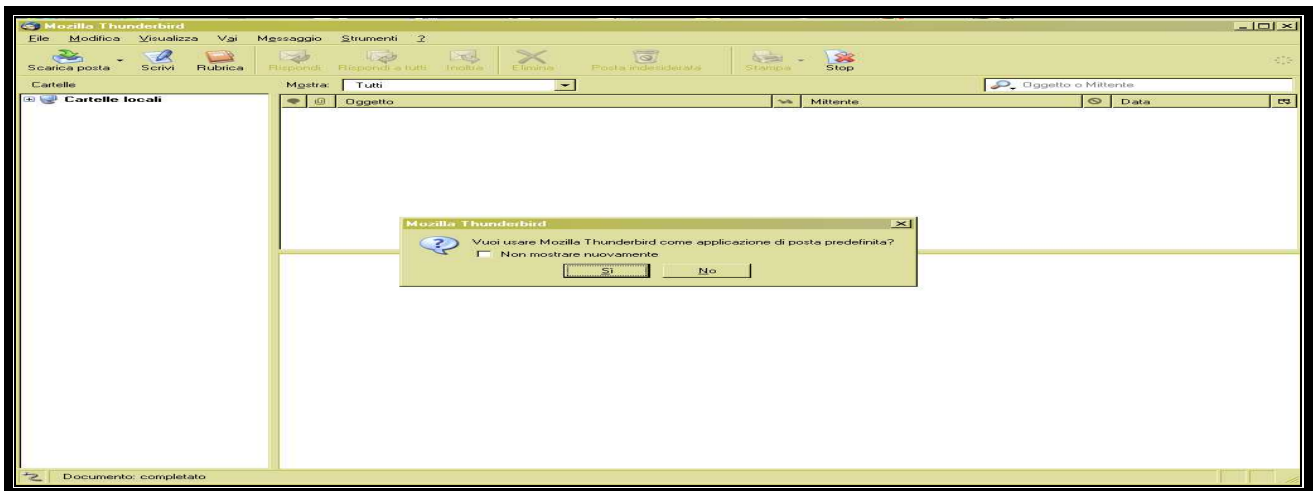 Mozilla Thunderbird
File Modifica Visualizza Vai Messaggio Strumenti ?
Scarica posta Scrivi Rubrica Rispondi Rispondi a tutti Inoltra Elimina Posta indesiderata Stampa Stop
Cartelle Mostra: Tutti Oggetto o Mittente
Cartelle locali Oggetto Mittente Data
Mozilla Thunderbird
Vuoi usare Mozilla Thunderbird come applicazione di posta predefinita?
Non mostrare nuovamente
Sì No
Documento: completato